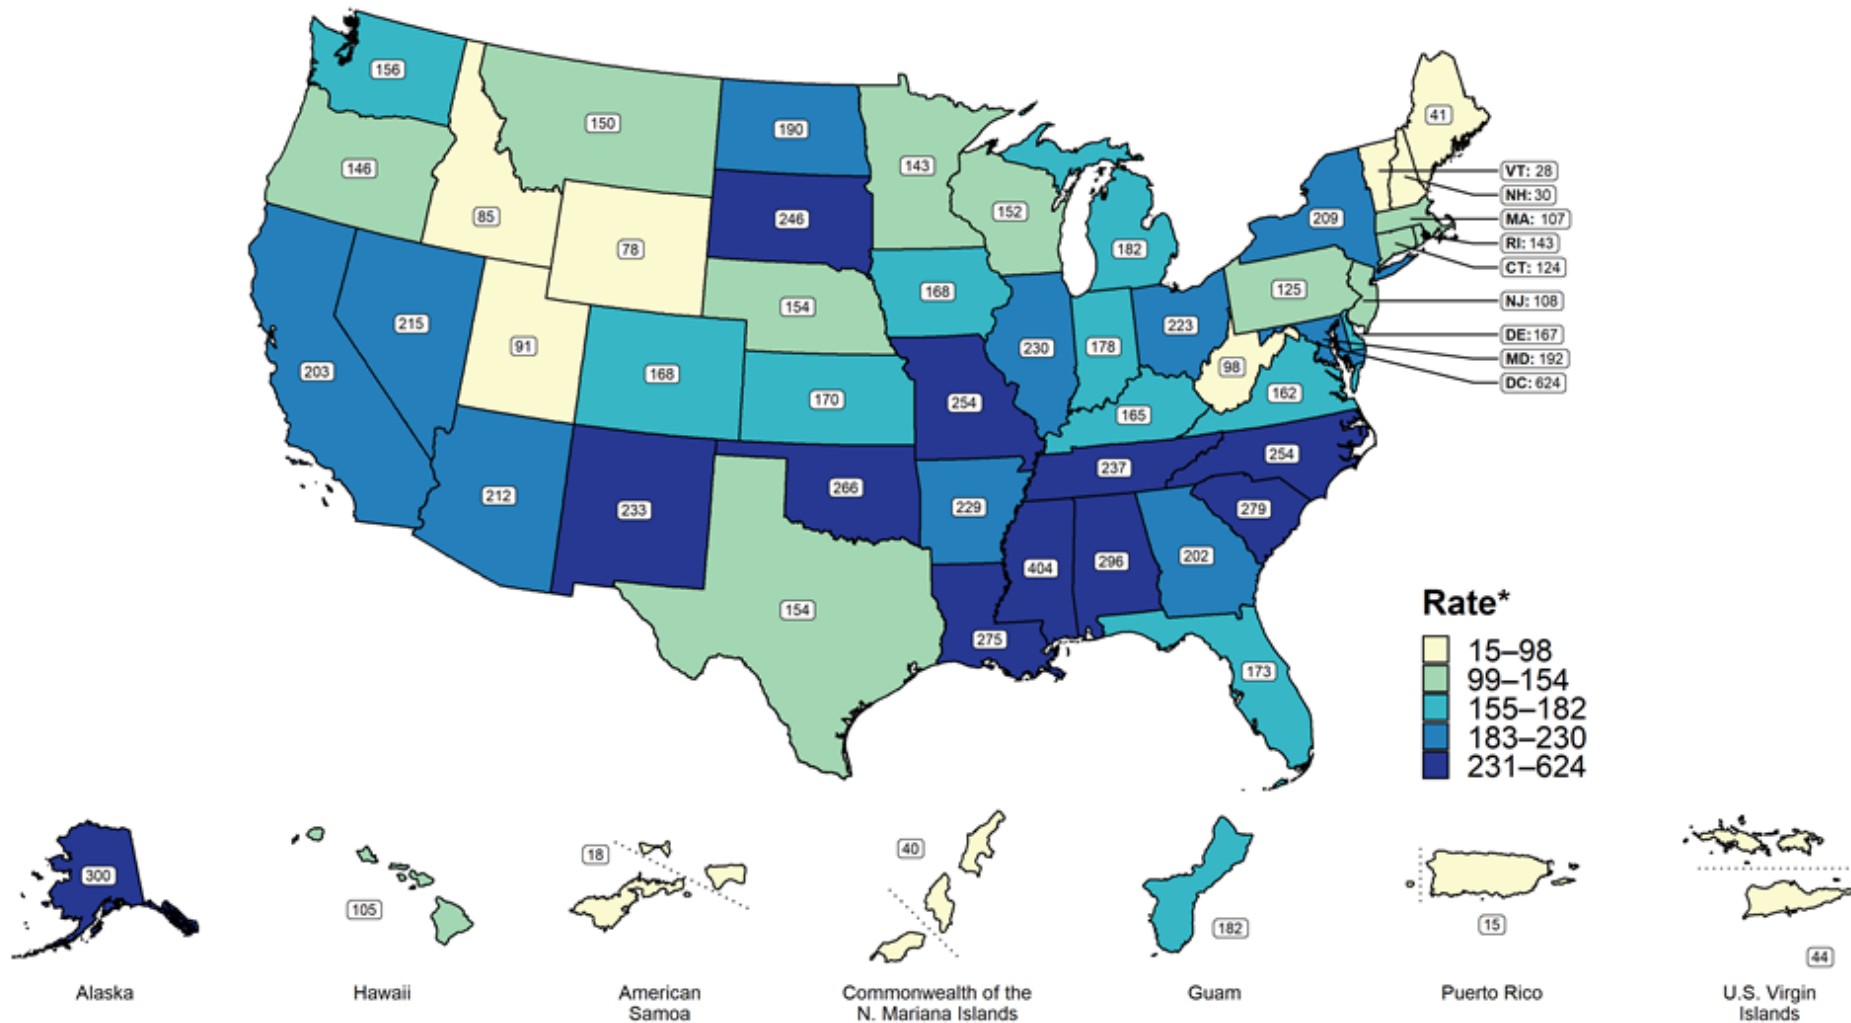 156
150
190
143
146
41
VT: 28
NH: 30
MA: 107
RI: 143
CT: 124
NJ: 108
DE: 167
MD: 192
DC: 624
85
78
246
152
182
209
215
91
154
168
125
203
168
170
230
178
223
98
162
254
165
212
233
266
229
237
254
279
154
404
296
202
275
173
Rate*
15–98
99–154
155–182
183–230
231–624
300
105
18
40
182
15
44
Alaska
Hawaii
American
Samoa
Commonwealth of the
N. Mariana Islands
Guam
Puerto Rico
U.S. Virgin
Islands